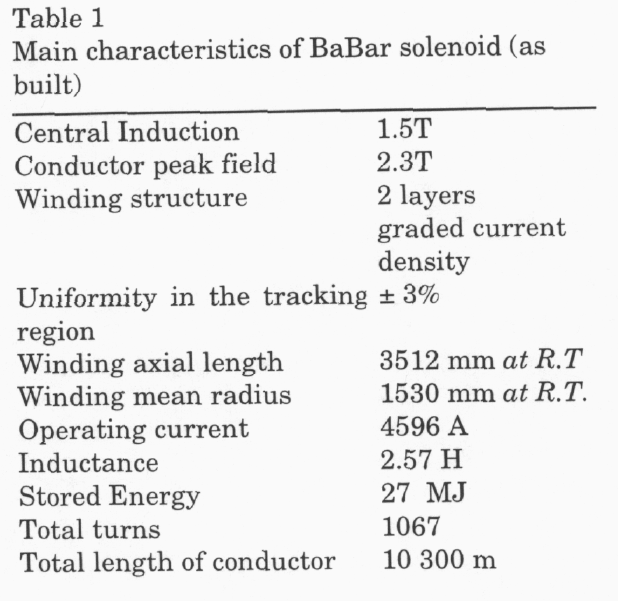 Table 1
Main characteristics of BaBar solenoid (as
built)
Central Induction 1.5T
Conductor peak field 2.3T
Winding structure 2 layers
graded current
density
Uniformity in the tracking ± 3%
region
Winding axial length 3512 mm at R.T
Winding mean radius 1530 mm at R.T.
Operating current 4596 A
Inductance 2.57 H
Stored Energy 27 MJ
Total turns 1067
Total length of conductor 10 300 m